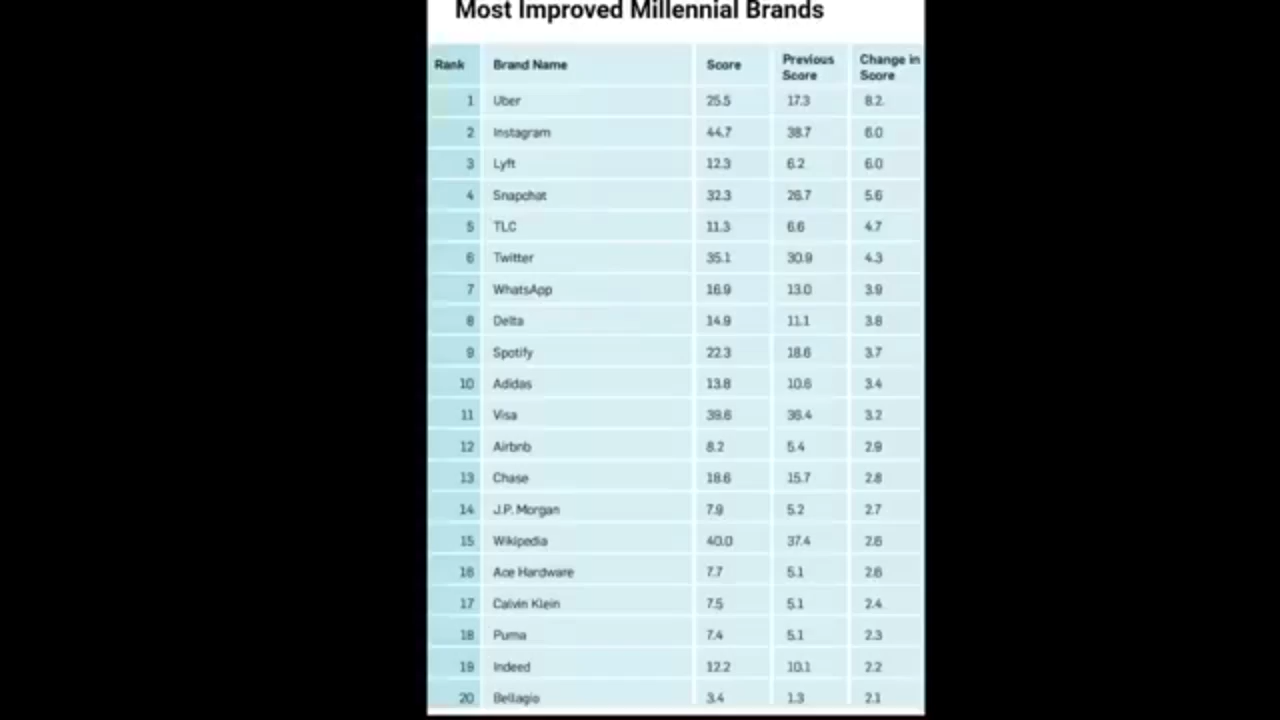 Most Improved Millennial Brands
Rank Brand Name Score Previous Score Change in Score
1 Uber 25.5 17.3 8.2
2 Instagram 44.7 38.7 6.0
3 Lyft 12.3 6.2 6.0
4 Snapchat 32.3 26.7 5.6
5 TLC 11.3 6.6 4.7
6 Twitter 35.1 30.9 4.3
7 WhatsApp 16.9 13.0 3.9
8 Delta 14.9 11.1 3.8
9 Spotify 22.3 18.6 3.7
10 Adidas 13.8 10.6 3.4
11 Visa 39.6 36.4 3.2
12 Airbnb 8.2 5.4 2.9
13 Chase 18.6 15.7 2.8
14 J.P. Morgan 7.9 5.2 2.7
15 Wikipedia 40.0 37.4 2.6
16 Ace Hardware 7.7 5.1 2.6
17 Calvin Klein 7.5 5.1 2.4
18 Puma 7.4 5.1 2.3
19 Indeed 12.2 10.1 2.2
20 Bellagio 3.4 1.3 2.1